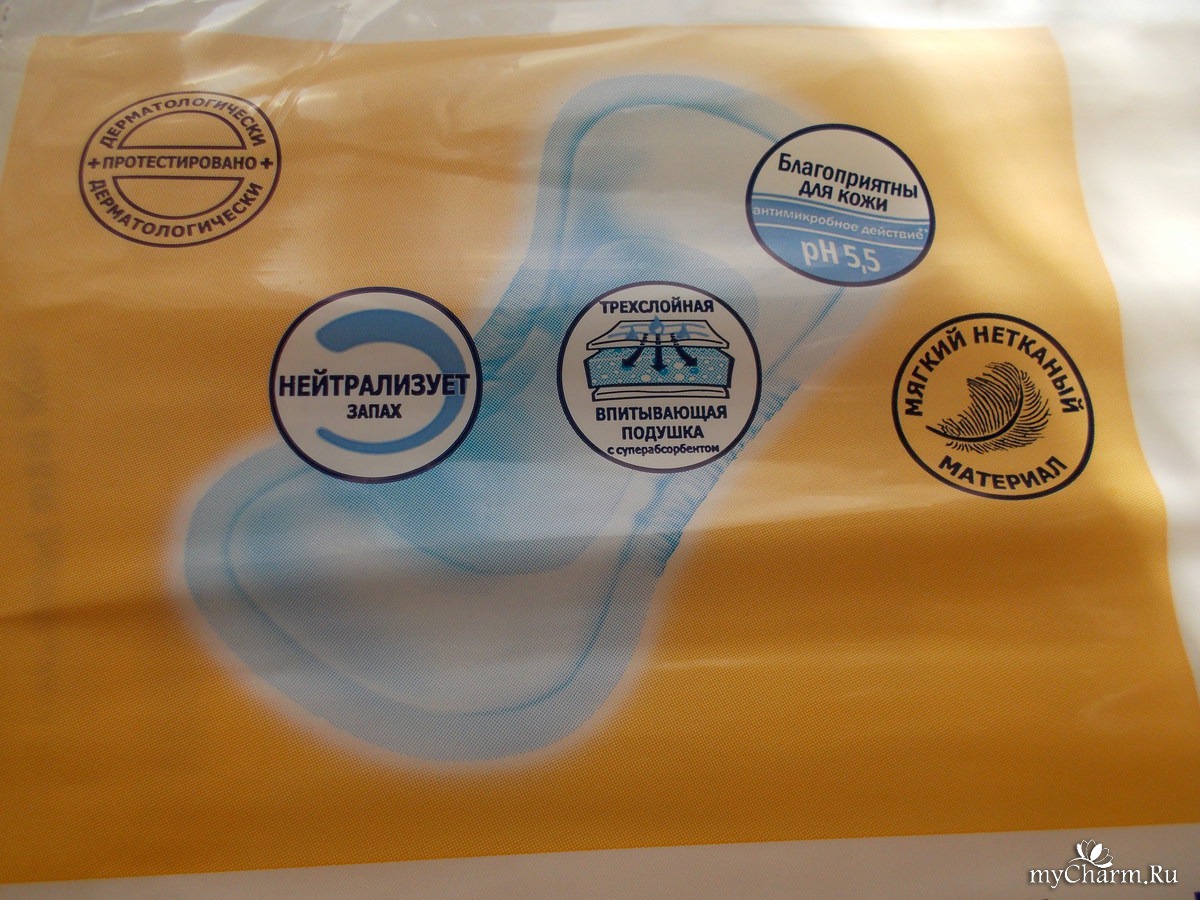 ДЕРМАТОЛОГИЧЕСКИ
+ ПРОТЕСТИРОВАНО +
ДЕРМАТОЛОГИЧЕСКИ
Благоприятны
для кожи
антимикробное действие**
pH 5,5
НЕЙТРАЛИЗУЕТ
ЗАПАХ
ТРЕХСЛОЙНАЯ
ВПИТЫВАЮЩАЯ
ПОДУШКА
с суперабсорбентом
МЯГКИЙ НЕТКАНЫЙ
МАТЕРИАЛ
myCharm.Ru